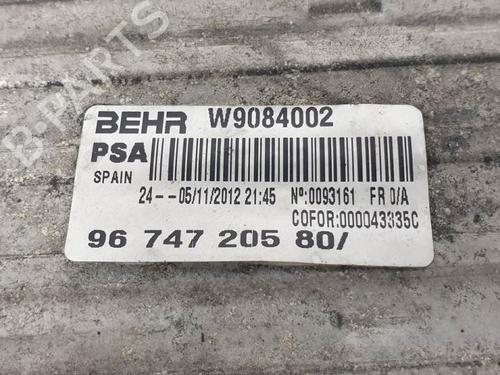 B-PARTS
BEHR W9084002
PSA
SPAIN
24 -- 05/11/2012 21:45 Nº:0093161 FR 0/A
COFOR:000043335C
96 747 205 80/